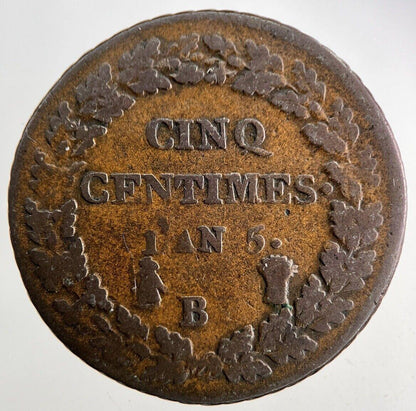 CINQ
CENTIMES.
L'AN 5.
B